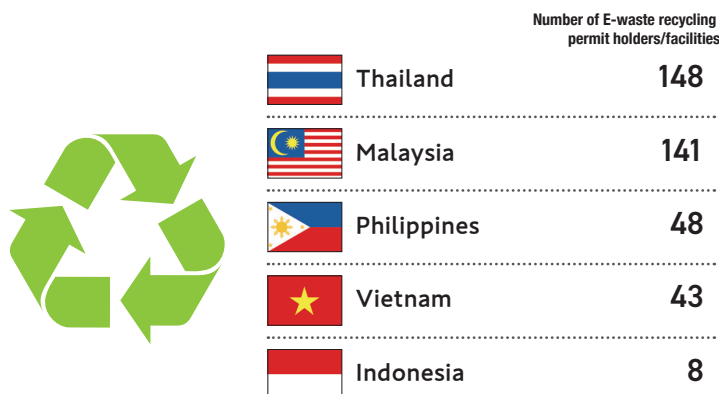 Number of E-waste recycling
permit holders/facilities
Thailand 148
Malaysia 141
Philippines 48
Vietnam 43
Indonesia 8